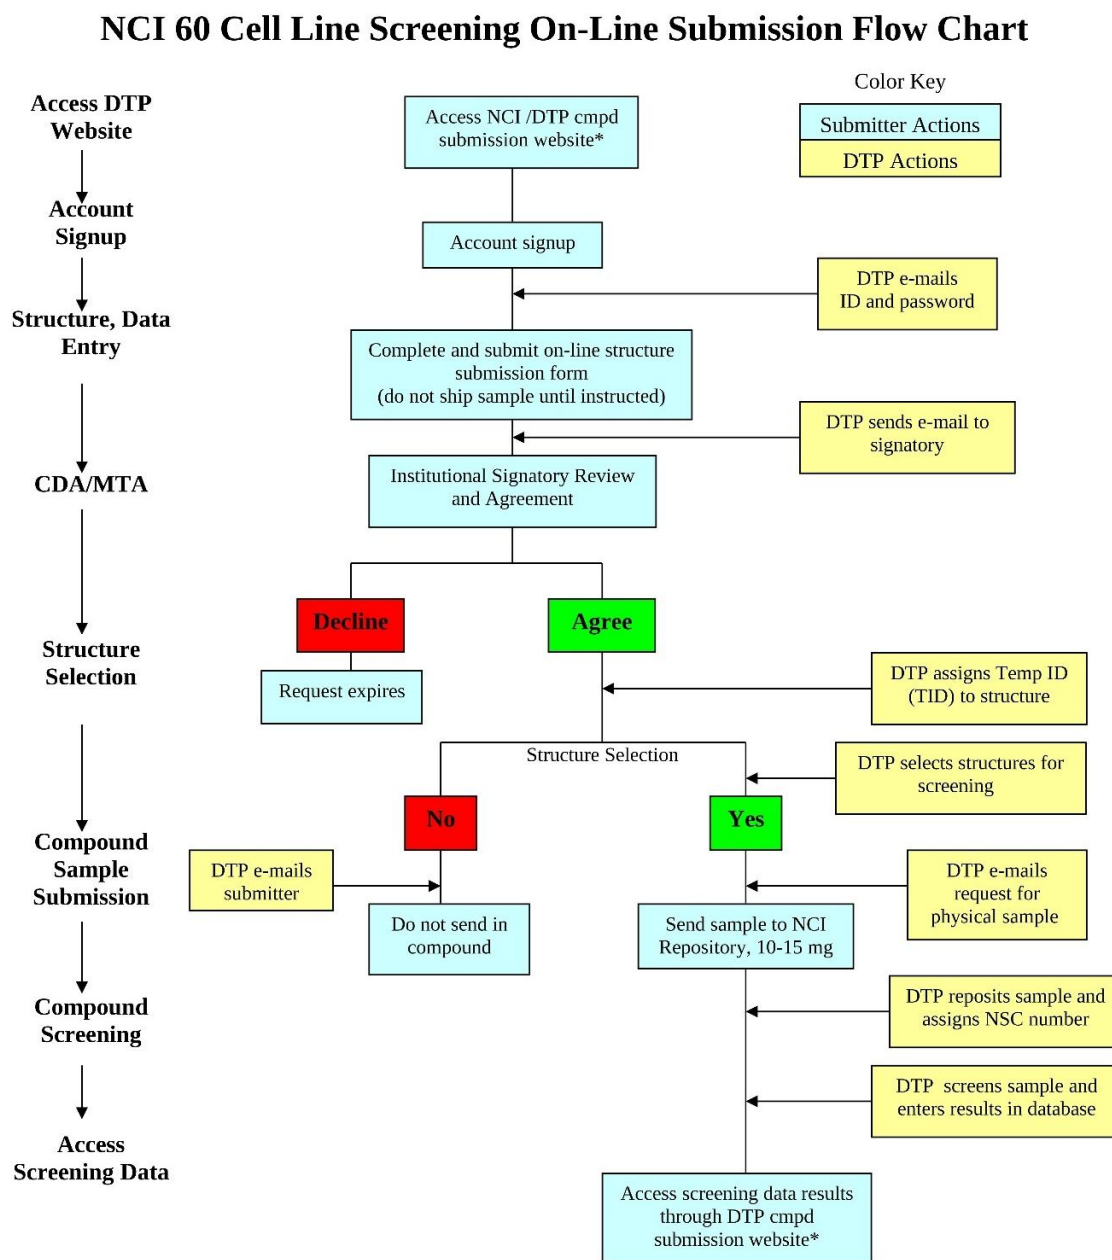 NCI 60 Cell Line Screening On-Line Submission Flow Chart
Access DTP
Website
Account
Signup
Structure, Data
Entry
CDA/MTA
Structure
Selection
Compound
Sample
Submission
Compound
Screening
Access
Screening Data
Color Key
Submitter Actions
DTP Actions
Access NCI /DTP cmpd
submission website*
Account signup
DTP e-mails
ID and password
Complete and submit on-line structure
submission form
(do not ship sample until instructed)
DTP sends e-mail to
signatory
Institutional Signatory Review
and Agreement
Decline
Agree
Request expires
DTP assigns Temp ID
(TID) to structure
Structure Selection
DTP selects structures for
screening
No
Yes
DTP e-mails
submitter
DTP e-mails
request for
physical sample
Do not send in
compound
Send sample to NCI
Repository, 10-15 mg
DTP reposits sample and
assigns NSC number
DTP  screens sample and
enters results in database
Access screening data results
through DTP cmpd
submission website*